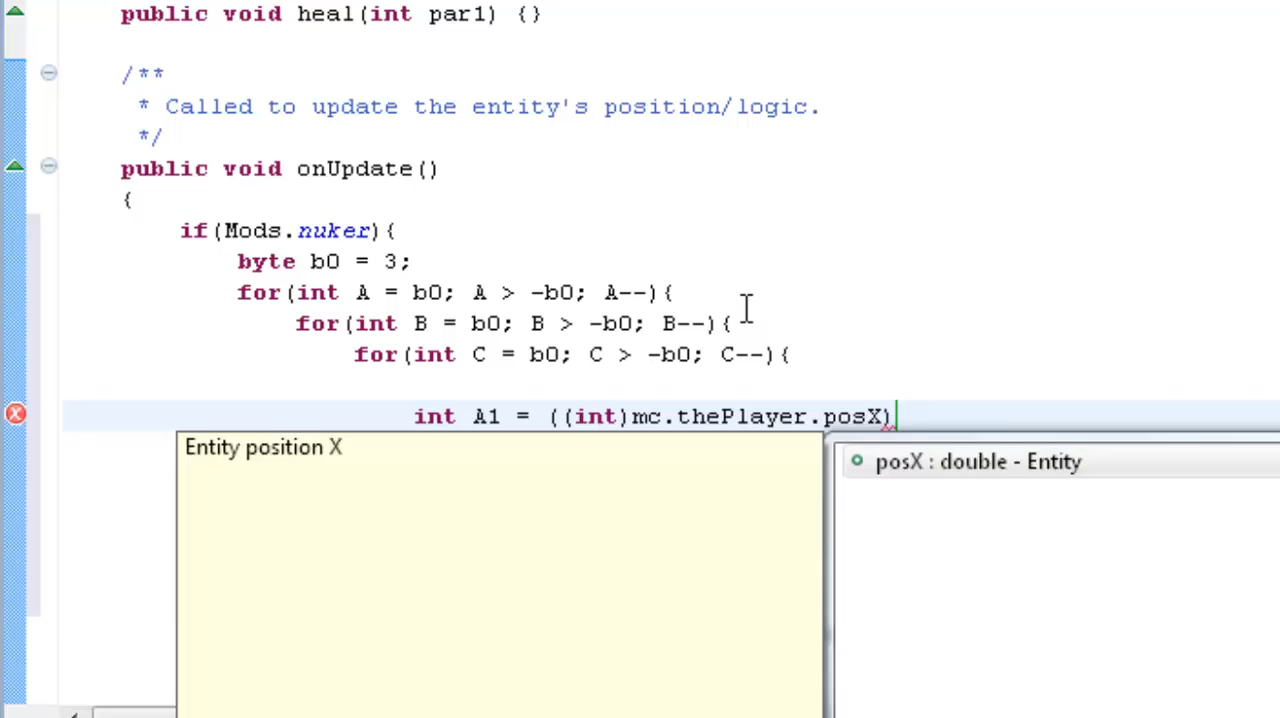 public void heal(int par1) {}
/**
* Called to update the entity's position/logic.
*/
public void onUpdate()
{
if(Mods.nuker){
byte b0 = 3;
for(int A = b0; A > -b0; A--){
for(int B = b0; B > -b0; B--){
for(int C = b0; C > -b0; C--){
int A1 = ((int)mc.thePlayer.posX)
Entity position X
posX : double - Entity